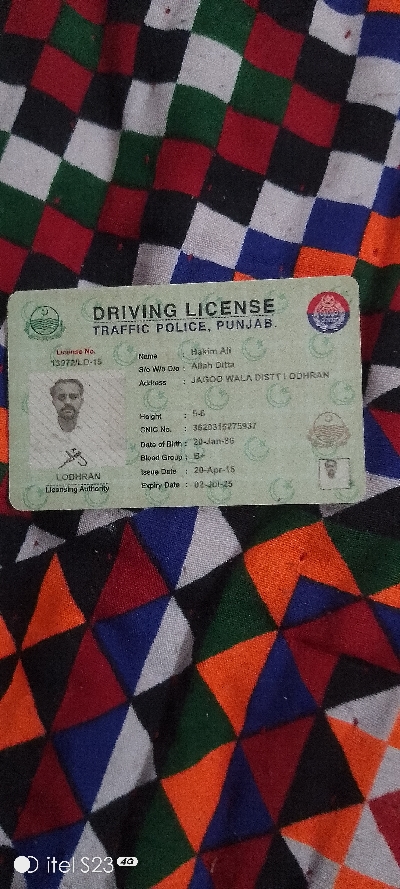 DRIVING LICENSE
TRAFFIC POLICE, PUNJAB.
License No.
13972/LD-15
Name : Hakim Ali
S/o W/o D/o : Allah Ditta
Address : JAGOO WALA DISTT LODHRAN
Height : 5-6
CNIC No. : 3620315275937
Date of Birth : 20-Jan-86
Blood Group : B+
Issue Date : 20-Apr-15
Expiry Date : 02-Jul-25
LODHRAN
Licensing Authority
itel S23 4G